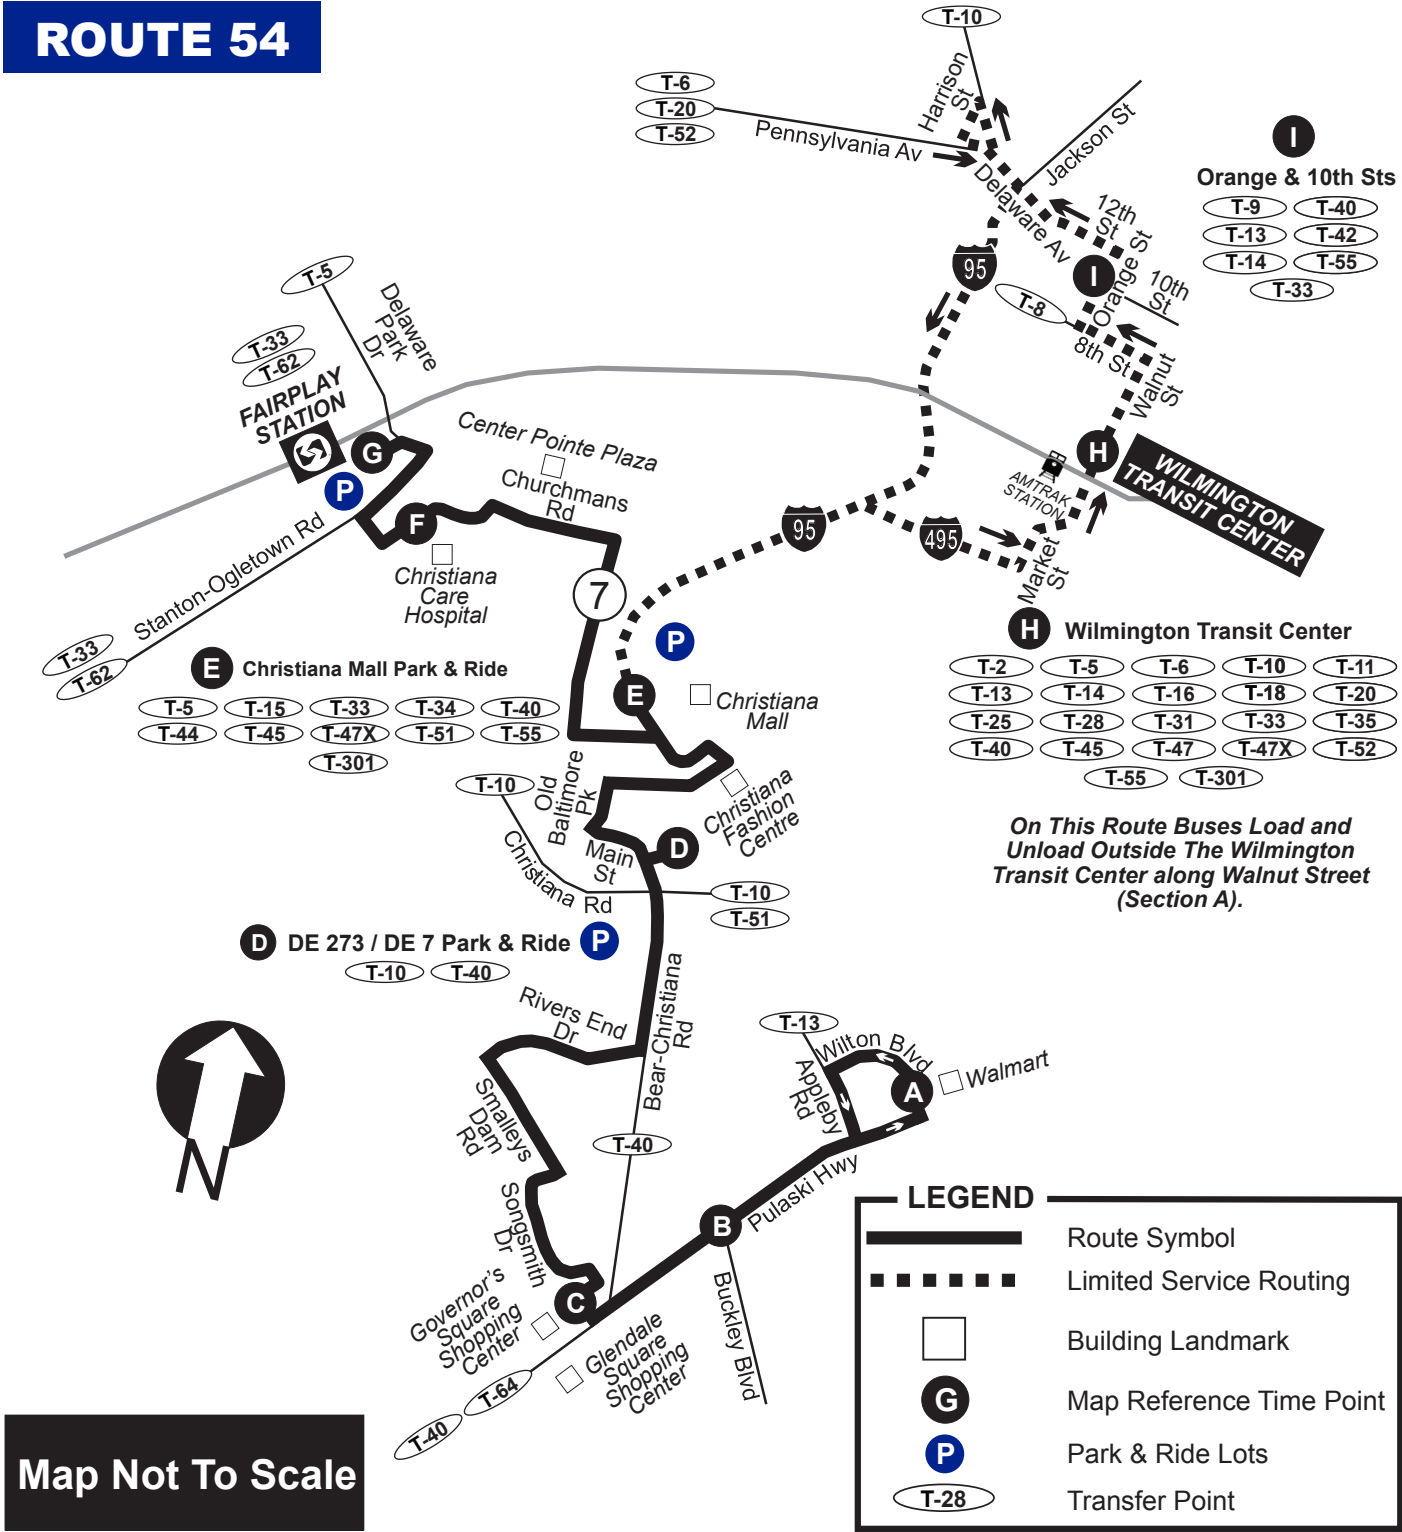 ROUTE 54
T-10
T-6
T-20
T-52
Harrison
St
Pennsylvania Av
Jackson St
Delaware Av
12th
St
Orange St
10th
St
8th St
Walnut
St
T-8
I
I
Orange & 10th Sts
T-9
T-40
T-13
T-42
T-14
T-55
T-33
95
T-5
Delaware
Park
Dr
T-33
T-62
FAIRPLAY
STATION
G
P
F
Center Pointe Plaza
Churchmans
Rd
Christiana
Care
Hospital
Stanton-Ogletown Rd
T-33
T-62
7
95
495
Market
St
AMTRAK
STATION
H
WILMINGTON
TRANSIT CENTER
H
Wilmington Transit Center
T-2
T-5
T-6
T-10
T-11
T-13
T-14
T-16
T-18
T-20
T-25
T-28
T-31
T-33
T-35
T-40
T-45
T-47
T-47X
T-52
T-55
T-301
On This Route Buses Load and
Unload Outside The Wilmington
Transit Center along Walnut Street
(Section A).
E
Christiana Mall Park & Ride
T-5
T-15
T-33
T-34
T-40
T-44
T-45
T-47X
T-51
T-55
T-301
P
E
Christiana
Mall
Christiana
Fashion
Centre
Old
Baltimore
Pk
T-10
Christiana
Rd
Main
St
D
T-10
T-51
D
DE 273 / DE 7 Park & Ride
P
T-10
T-40
Rivers End
Dr
Bear-Christiana
Rd
Smalleys
Dam
Rd
Songsmith
Dr
T-40
T-13
Wilton Blvd
Appleby
Rd
A
Walmart
Pulaski Hwy
B
Buckley Blvd
C
Governor's
Square
Shopping
Center
Glendale
Square
Shopping
Center
T-64
T-40
N
Map Not To Scale
LEGEND
Route Symbol
Limited Service Routing
Building Landmark
G
Map Reference Time Point
P
Park & Ride Lots
T-28
Transfer Point